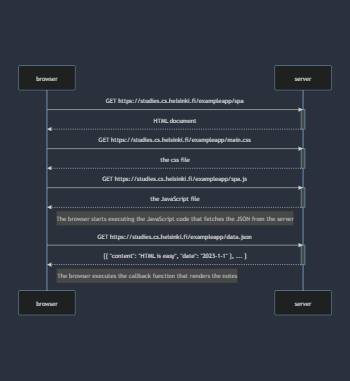 browser server
GET https://studies.cs.helsinki.fi/exampleapp/spa
HTML document
GET https://studies.cs.helsinki.fi/exampleapp/main.css
the css file
GET https://studies.cs.helsinki.fi/exampleapp/spa.js
the JavaScript file
The browser starts executing the JavaScript code that fetches the JSON from the server
GET https://studies.cs.helsinki.fi/exampleapp/data.json
[{ "content": "HTML is easy", "date": "2023-1-1" }, ... ]
The browser executes the callback function that renders the notes
browser server